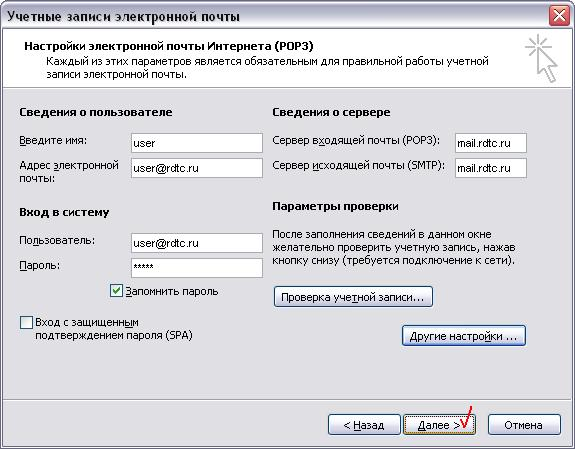 Учетные записи электронной почты
Настройки электронной почты Интернета (POP3)
Каждый из этих параметров является обязательным для правильной работы учетной
записи электронной почты.
Сведения о пользователе
Введите имя: user
Адрес электронной
почты: user@rdtc.ru
Вход в систему
Пользователь: user@rdtc.ru
Пароль: *****
Запомнить пароль
Вход с защищенным
подтверждением пароля (SPA)
Сведения о сервере
Сервер входящей почты (POP3): mail.rdtc.ru
Сервер исходящей почты (SMTP): mail.rdtc.ru
Параметры проверки
После заполнения сведений в данном окне
желательно проверить учетную запись, нажав
кнопку снизу (требуется подключение к сети).
Проверка учетной записи...
Другие настройки ...
< Назад
Далее >
Отмена